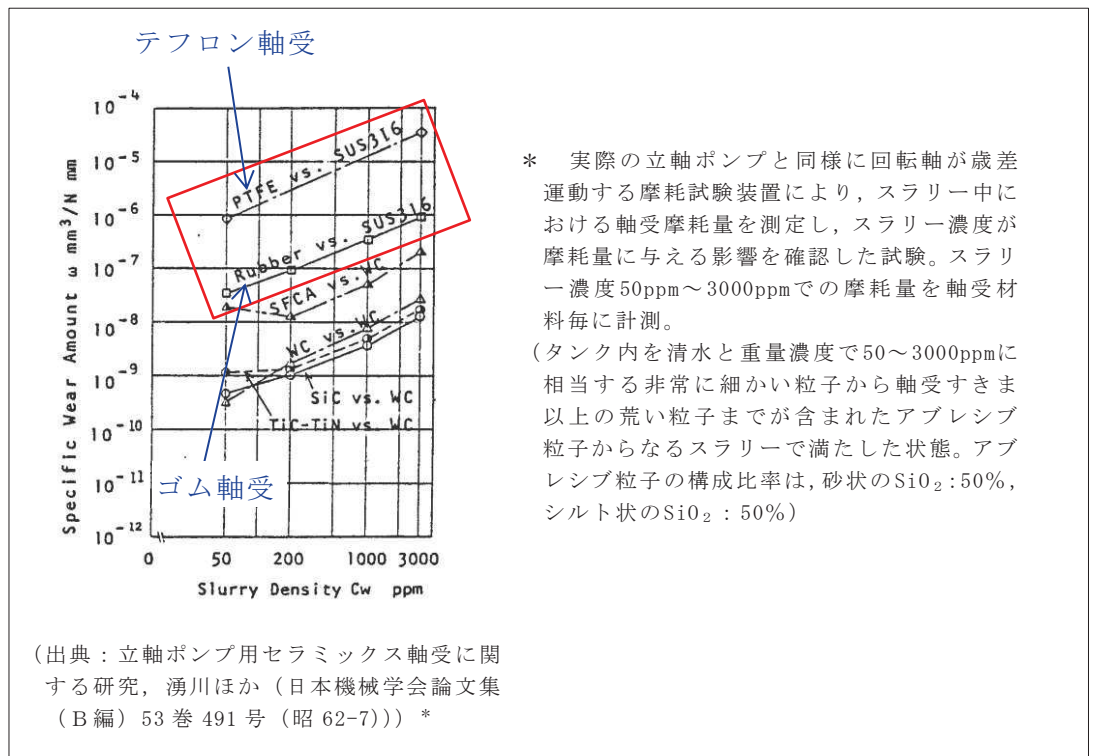 テフロン軸受
10⁻⁴
10⁻⁵
10⁻⁶
10⁻⁷
10⁻⁸
10⁻⁹
10⁻¹⁰
10⁻¹¹
10⁻¹²
Specific Wear Amount ω mm³/N mm
PTFE vs. SUS316
Rubber vs. SUS316
SFCA vs. WC
WC vs. WC
SiC vs. WC
TiC-TiN vs. WC
ゴム軸受
0 50 200 1000 3000
Slurry Density Cw ppm
(出典：立軸ポンプ用セラミックス軸受に関
する研究，湧川ほか（日本機械学会論文集
（Ｂ編）53 巻 491 号（昭 62-7)))＊
＊ 実際の立軸ポンプと同様に回転軸が歳差
運動する摩耗試験装置により，スラリー中に
おける軸受摩耗量を測定し，スラリー濃度が
摩耗量に与える影響を確認した試験。スラリ
ー濃度50ppm～3000ppmでの摩耗量を軸受材
料毎に計測。
（タンク内を清水と重量濃度で50～3000ppmに
相当する非常に細かい粒子から軸受すきま
以上の荒い粒子までが含まれたアブレシブ
粒子からなるスラリーで満たした状態。アブ
レシブ粒子の構成比率は，砂状のSiO₂:50%，
シルト状のSiO₂：50%）